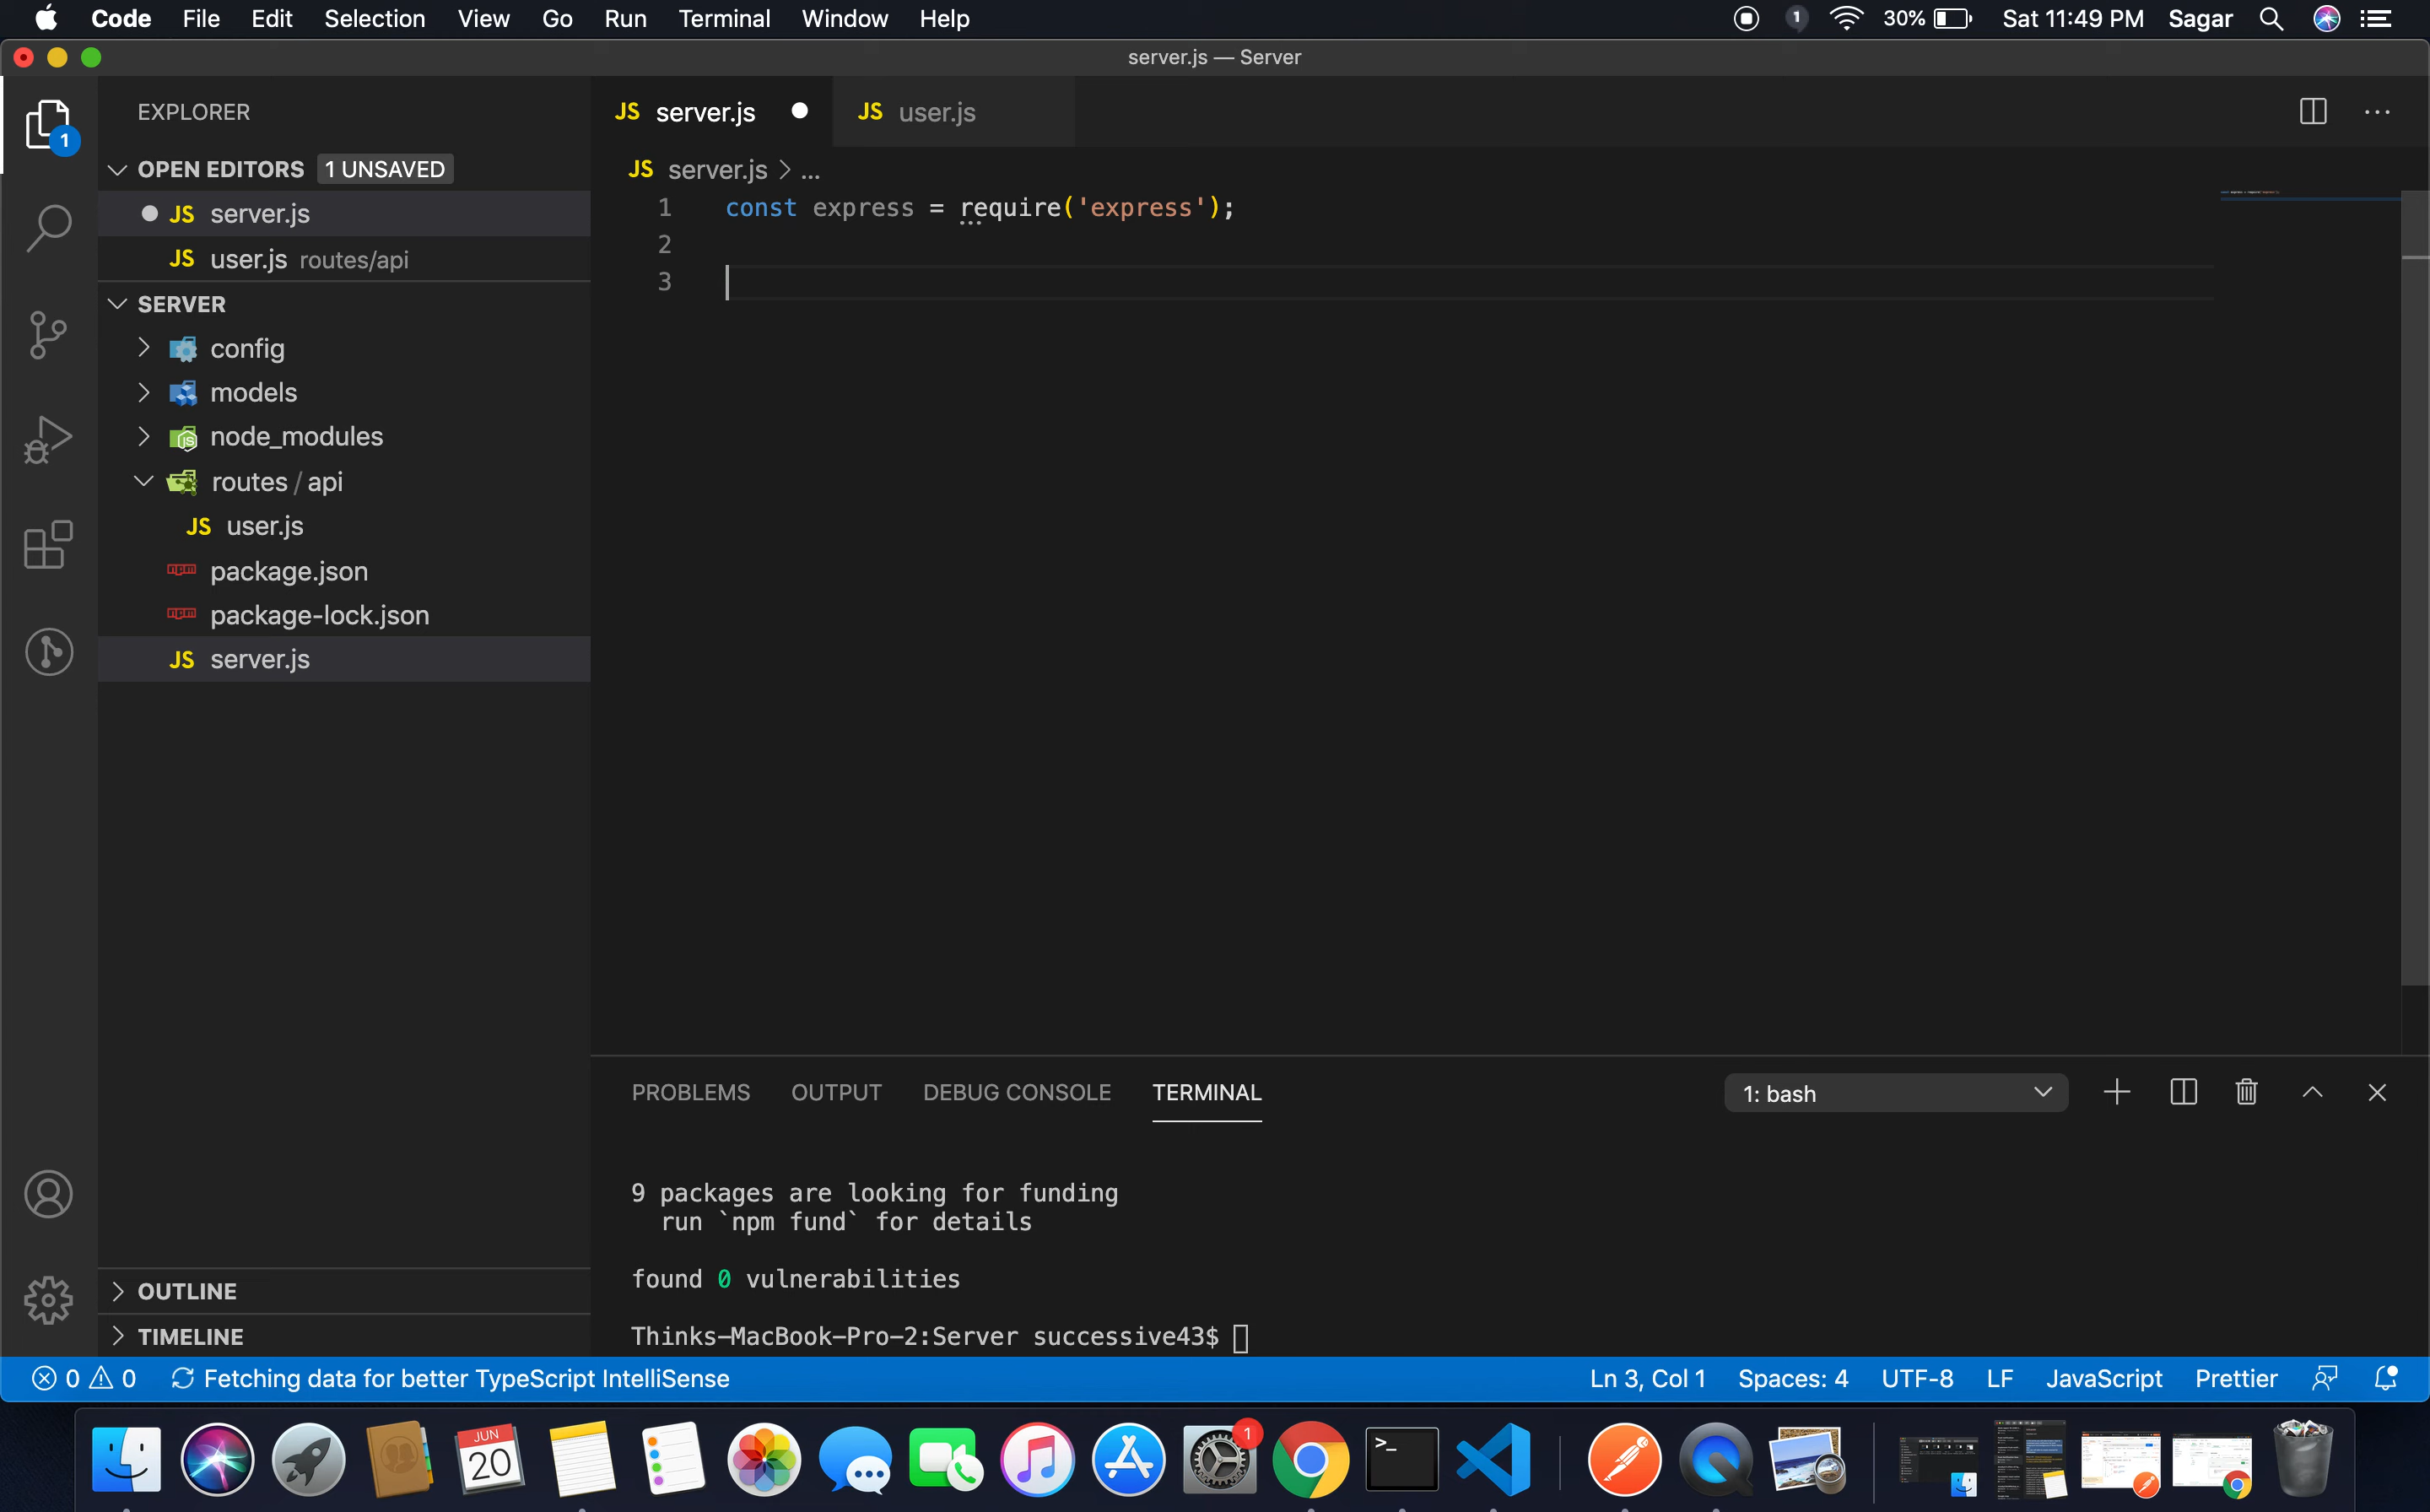 Code File Edit Selection View Go Run Terminal Window Help 1 30% Sat 11:49 PM Sagar
server.js — Server
EXPLORER
OPEN EDITORS 1 UNSAVED
JS server.js
JS user.js routes/api
SERVER
config
models
node_modules
routes / api
JS user.js
package.json
package-lock.json
JS server.js
OUTLINE
TIMELINE
1
JS server.js JS user.js
JS server.js > ...
1 const express = require('express');
2
3
PROBLEMS OUTPUT DEBUG CONSOLE TERMINAL 1: bash
9 packages are looking for funding
run `npm fund` for details
found 0 vulnerabilities
Thinks-MacBook-Pro-2:Server successive43$
0 0 Fetching data for better TypeScript IntelliSense Ln 3, Col 1 Spaces: 4 UTF-8 LF JavaScript Prettier
JUN
20
1
>_